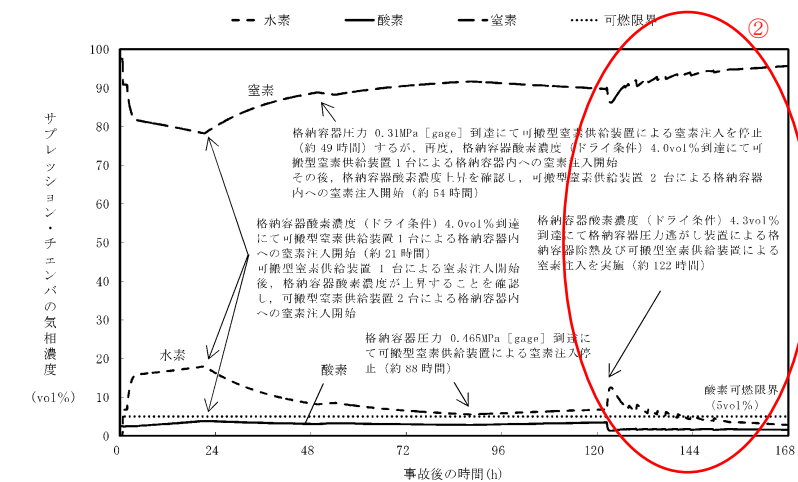 水素 酸素 窒素 可燃限界
②
サプレッション・チェンバの気相濃度
(vol%)
100
90
80
70
60
50
40
30
20
10
0
窒素
格納容器圧力 0.31MPa［gage］到達にて可搬型窒素供給装置による窒素注入を停止
（約 49 時間）するが，再度，格納容器酸素濃度（ドライ条件）4.0vol%到達にて可
搬型窒素供給装置 1 台による格納容器内への窒素注入開始
その後，格納容器酸素濃度上昇を確認し，可搬型窒素供給装置 2 台による格納容器
内への窒素注入開始（約 54 時間）
格納容器酸素濃度（ドライ条件）4.0vol%到達
にて可搬型窒素供給装置 1 台による格納容器内
への窒素注入開始（約 21 時間）
可搬型窒素供給装置 1 台による窒素注入開始
後，格納容器酸素濃度が上昇することを確認
し，可搬型窒素供給装置 2 台による格納容器内
への窒素注入開始
格納容器酸素濃度（ドライ条件）4.3vol%
到達にて格納容器圧力逃がし装置による格
納容器除熱及び可搬型窒素供給装置による
窒素注入を実施（約 122 時間）
格納容器圧力 0.465MPa［gage］到達に
て可搬型窒素供給装置による窒素注入停
止（約 88 時間）
水素
酸素
酸素可燃限界
(5vol%)
0 24 48 72 96 120 144 168
事故後の時間(h)